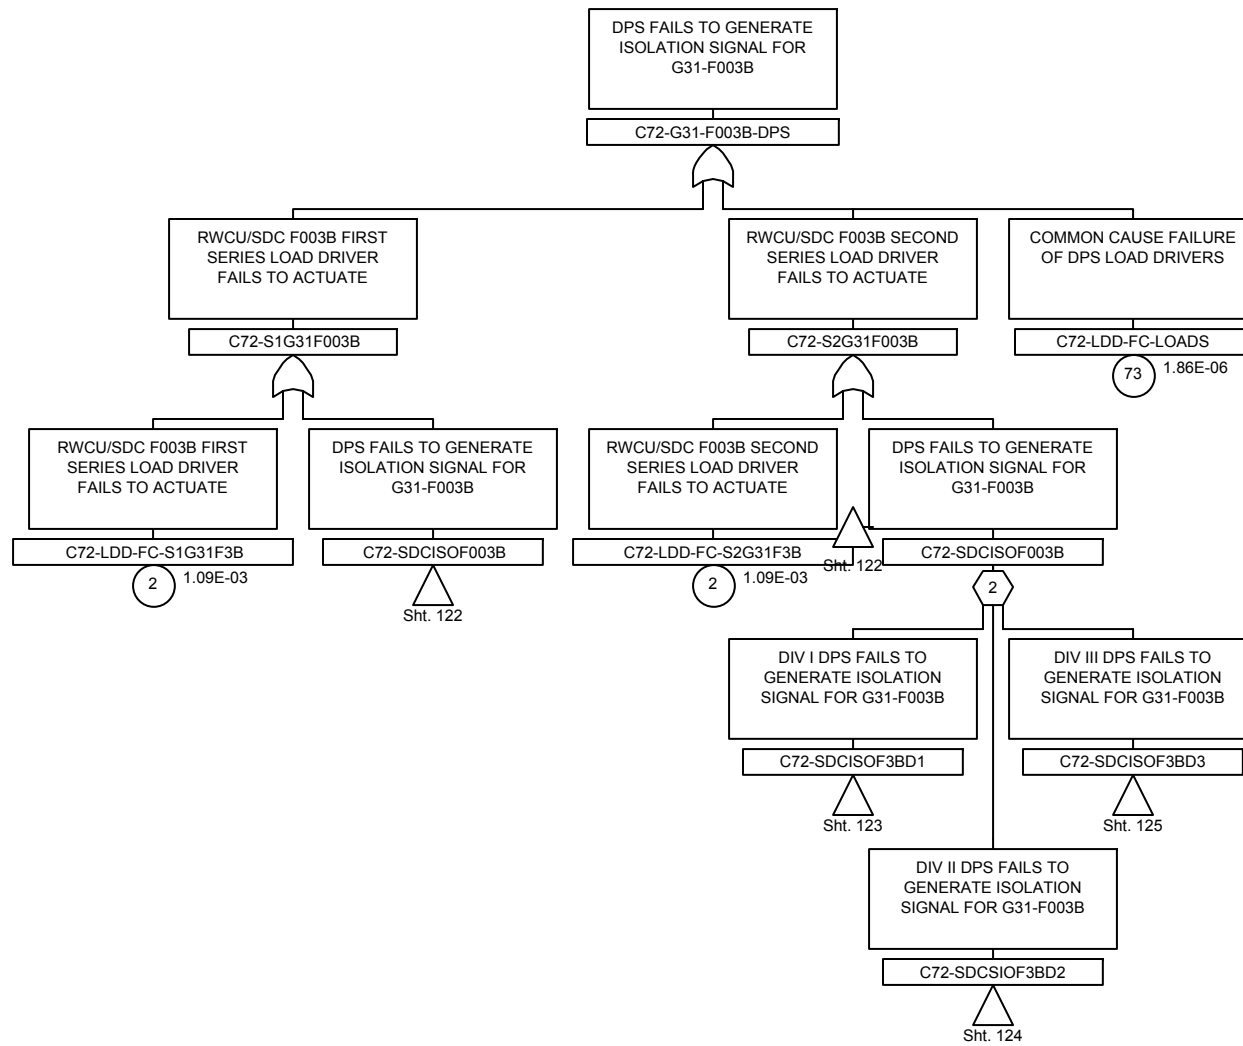 DPS FAILS TO GENERATE
ISOLATION SIGNAL FOR
G31-F003B
C72-G31-F003B-DPS
RWCU/SDC F003B FIRST
SERIES LOAD DRIVER
FAILS TO ACTUATE
C72-S1G31F003B
RWCU/SDC F003B SECOND
SERIES LOAD DRIVER
FAILS TO ACTUATE
C72-S2G31F003B
COMMON CAUSE FAILURE
OF DPS LOAD DRIVERS
C72-LDD-FC-LOADS
73
1.86E-06
RWCU/SDC F003B FIRST
SERIES LOAD DRIVER
FAILS TO ACTUATE
C72-LDD-FC-S1G31F3B
2
1.09E-03
DPS FAILS TO GENERATE
ISOLATION SIGNAL FOR
G31-F003B
C72-SDCISOF003B
Sht. 122
RWCU/SDC F003B SECOND
SERIES LOAD DRIVER
FAILS TO ACTUATE
C72-LDD-FC-S2G31F3B
2
1.09E-03
Sht. 122
DPS FAILS TO GENERATE
ISOLATION SIGNAL FOR
G31-F003B
C72-SDCISOF003B
2
DIV I DPS FAILS TO
GENERATE ISOLATION
SIGNAL FOR G31-F003B
C72-SDCISOF3BD1
Sht. 123
DIV III DPS FAILS TO
GENERATE ISOLATION
SIGNAL FOR G31-F003B
C72-SDCISOF3BD3
Sht. 125
DIV II DPS FAILS TO
GENERATE ISOLATION
SIGNAL FOR G31-F003B
C72-SDCSIOF3BD2
Sht. 124